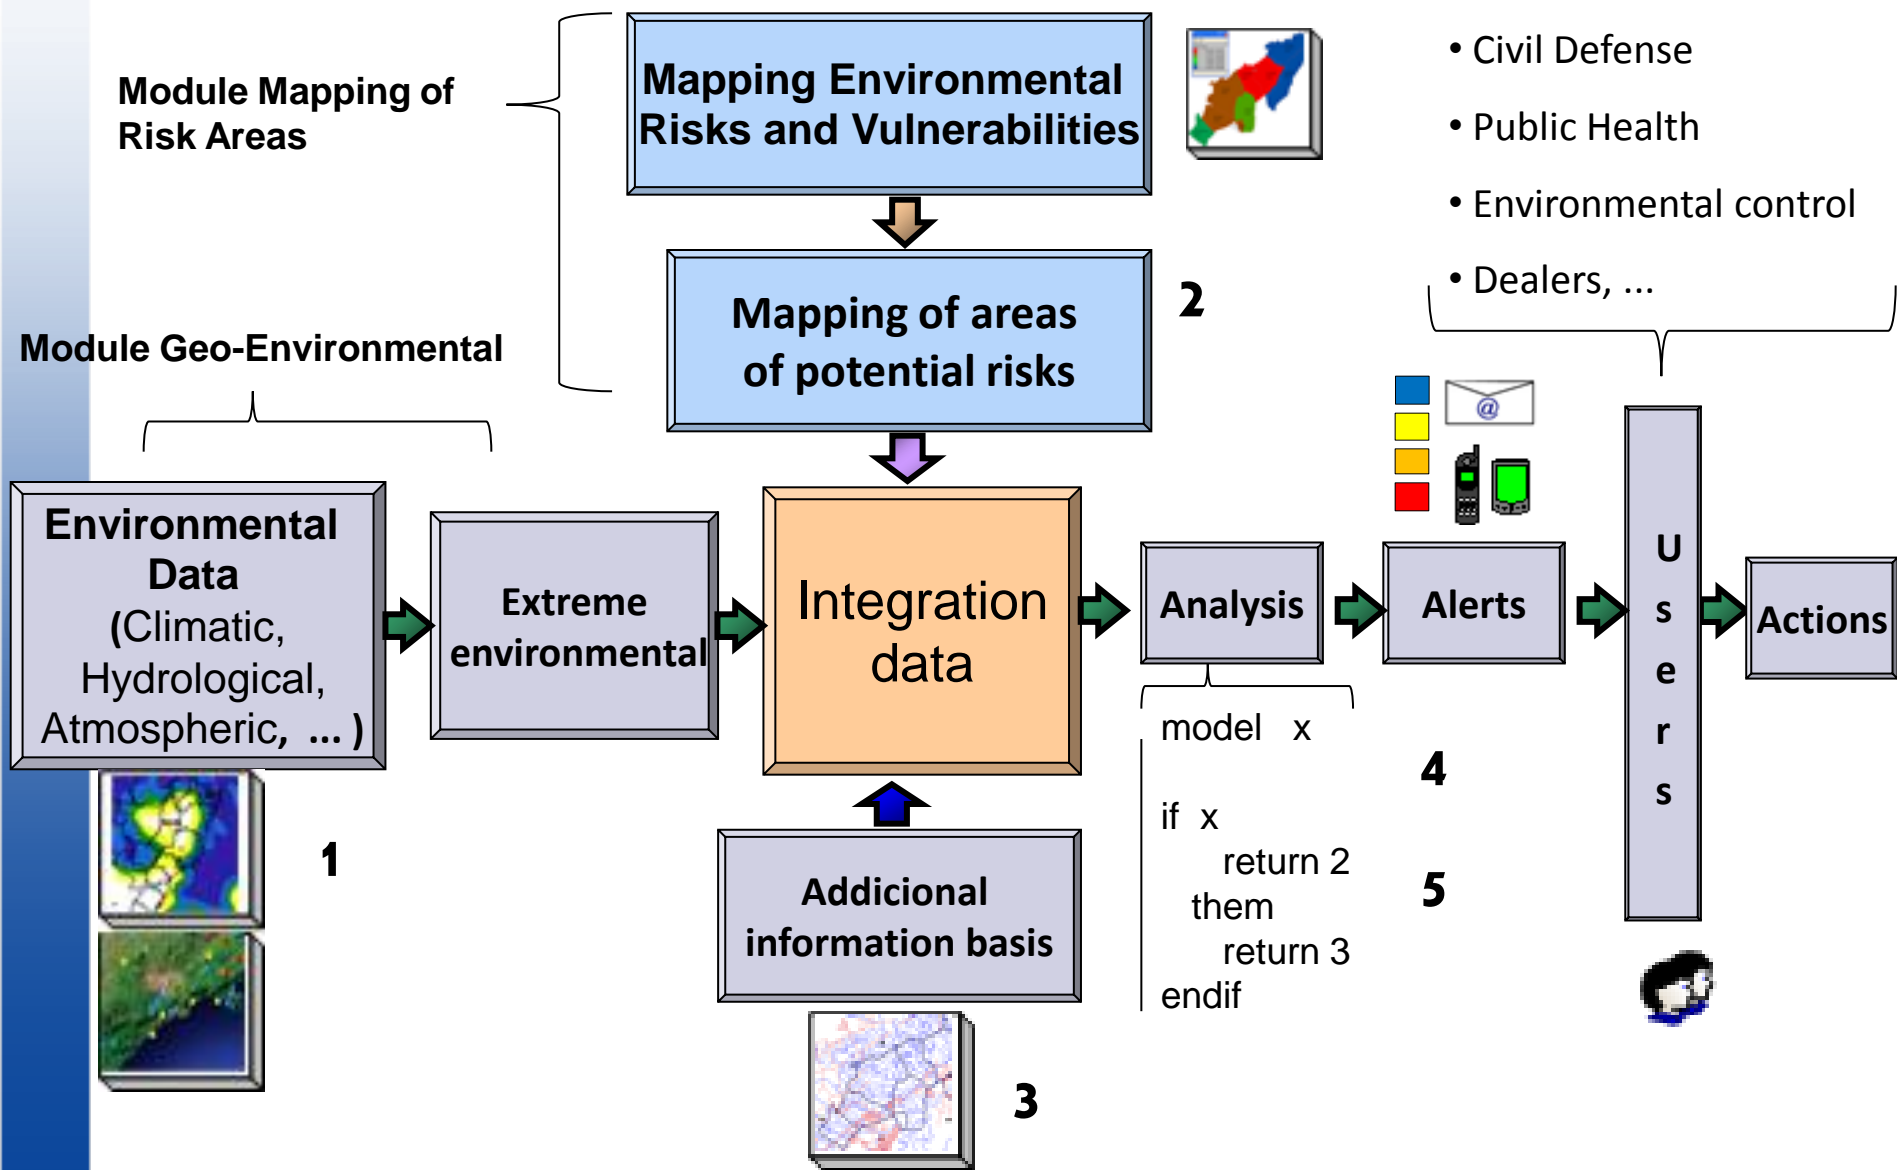 Module Mapping of
Risk Areas
Mapping Environmental
Risks and Vulnerabilities
• Civil Defense
• Public Health
• Environmental control
• Dealers, ...
Mapping of areas
of potential risks
2
Module Geo-Environmental
@
Environmental
Data
(Climatic,
Hydrological,
Atmospheric, ... )
Extreme
environmental
Integration
data
Analysis
Alerts
U
s
e
r
s
Actions
model x
if x
return 2
them
return 3
endif
4
5
1
Addicional
information basis
3